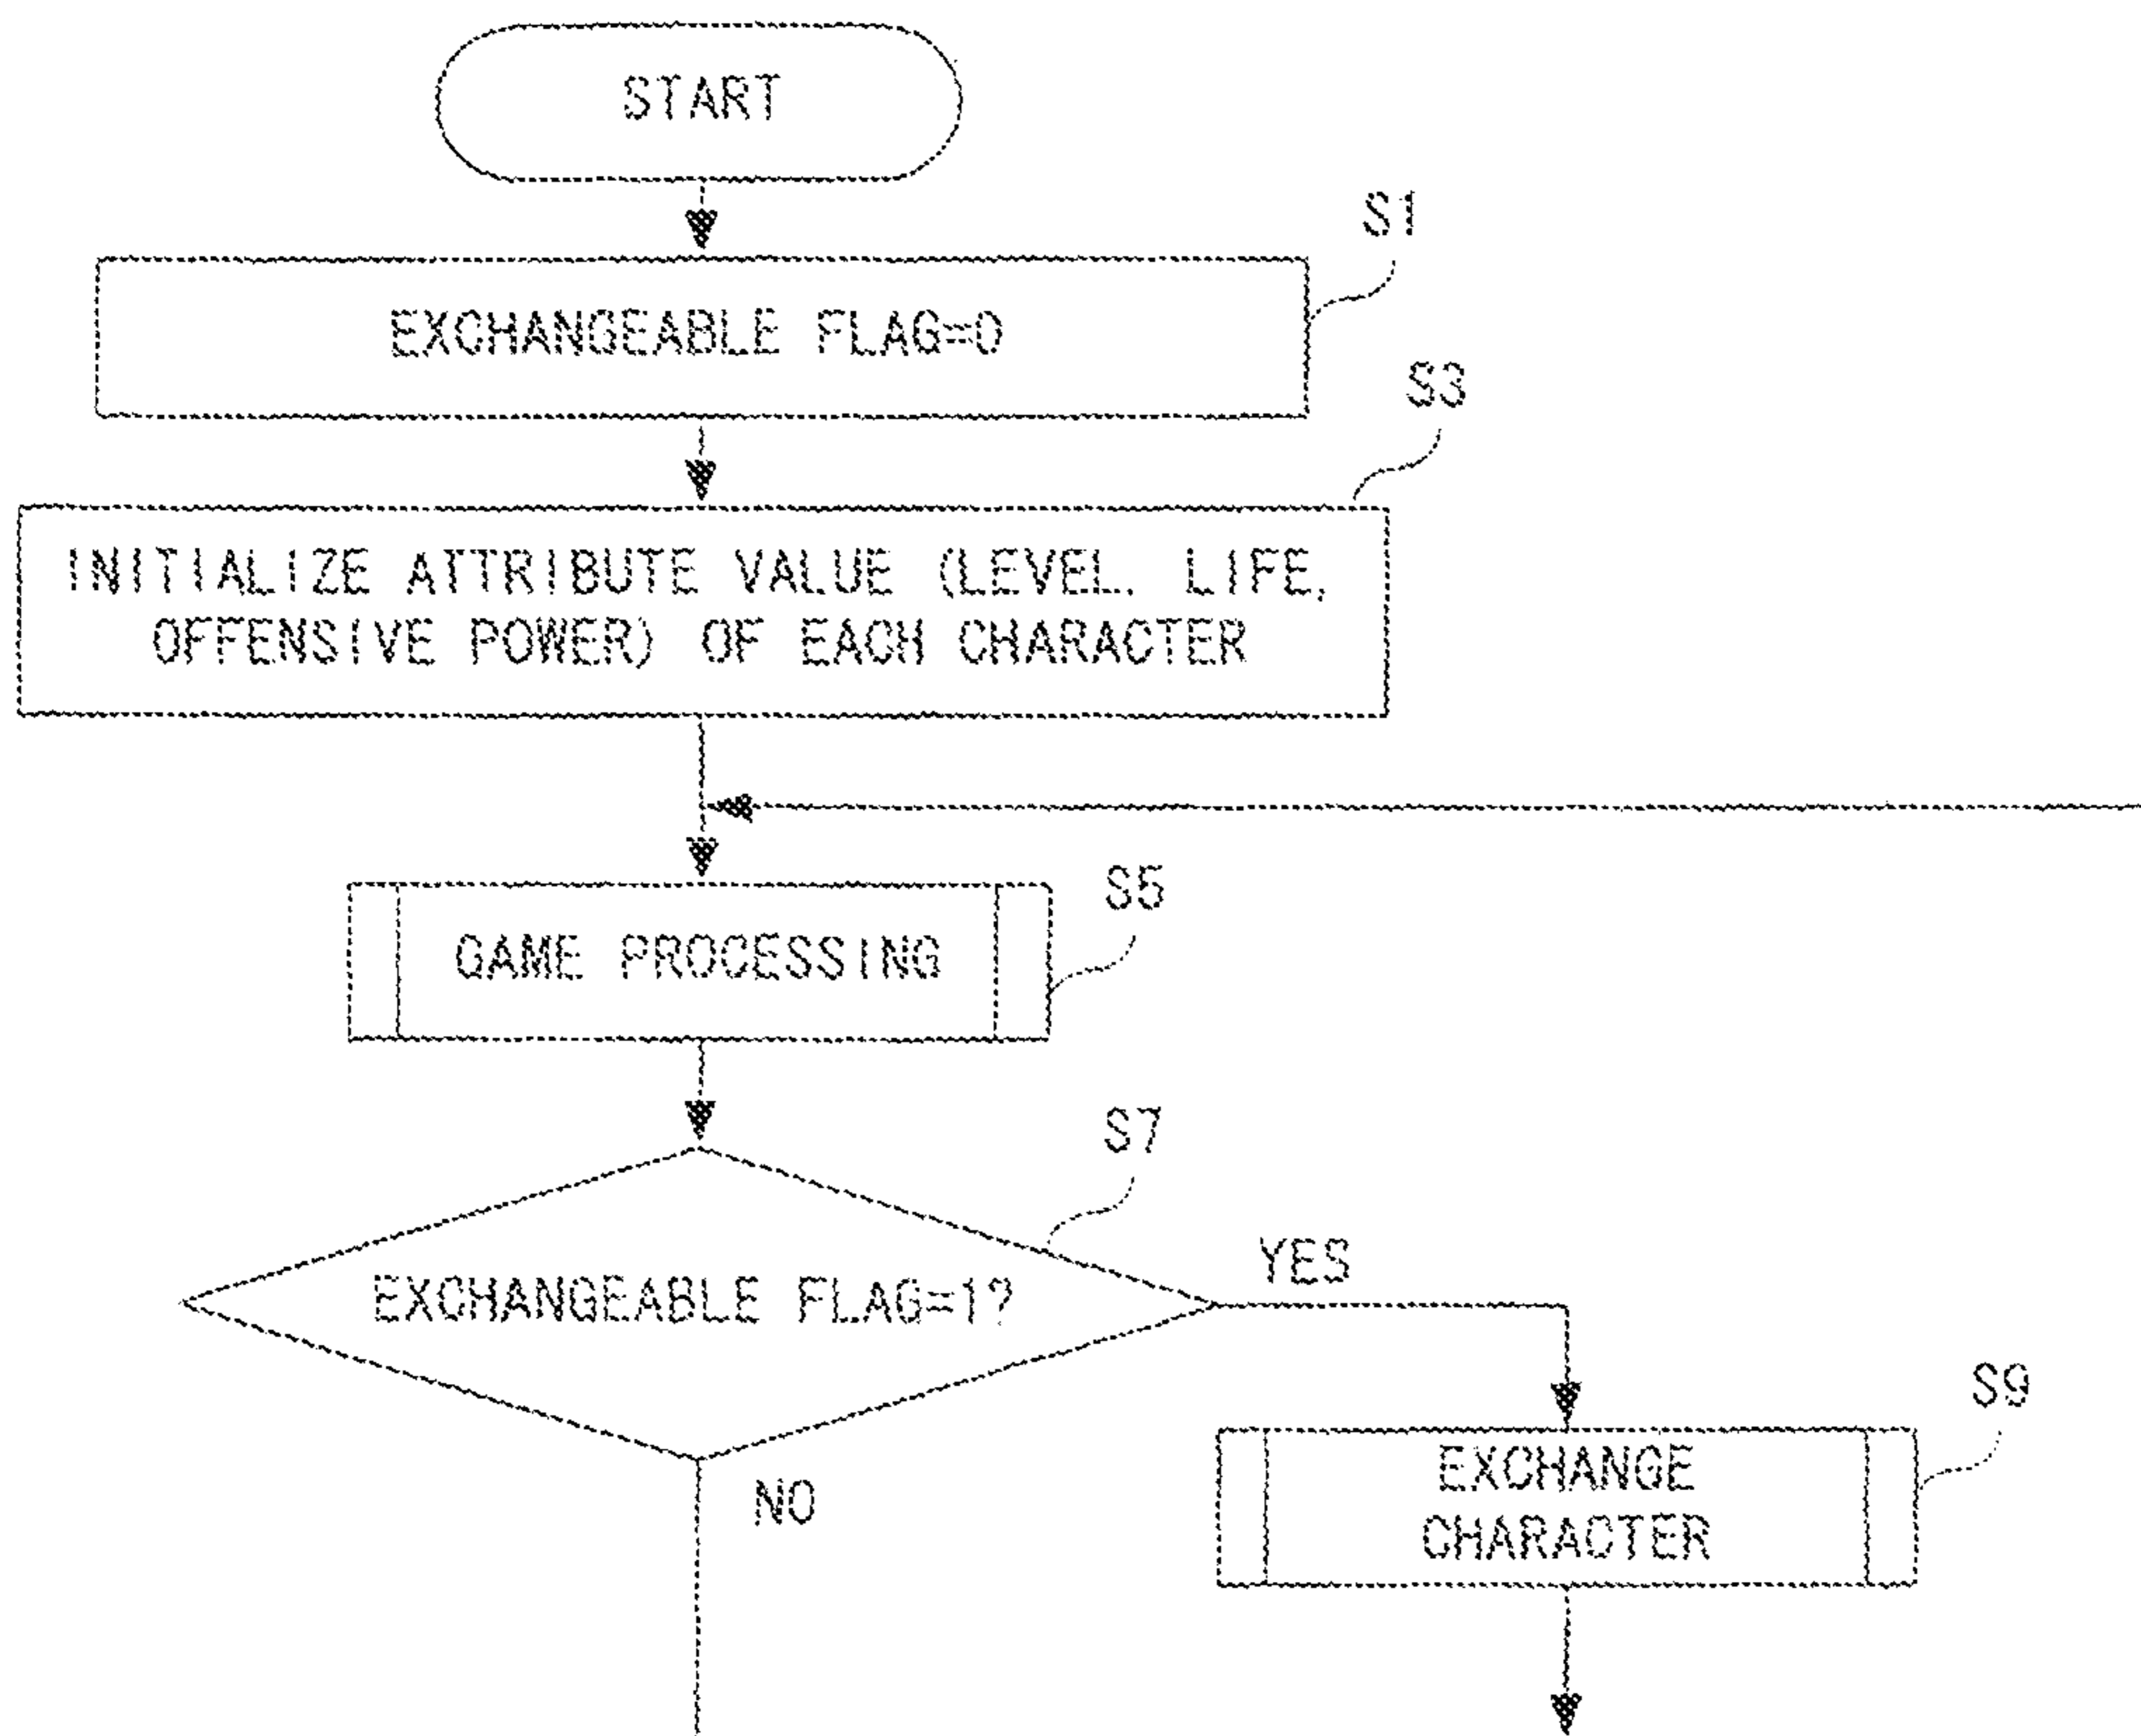 START
S1
EXCHANGEABLE FLAG=0
S3
INITIALIZE ATTRIBUTE VALUE (LEVEL, LIFE,
OFFENSIVE POWER) OF EACH CHARACTER
S5
GAME PROCESSING
S7
EXCHANGEABLE FLAG=1?
YES
NO
S9
EXCHANGE
CHARACTER